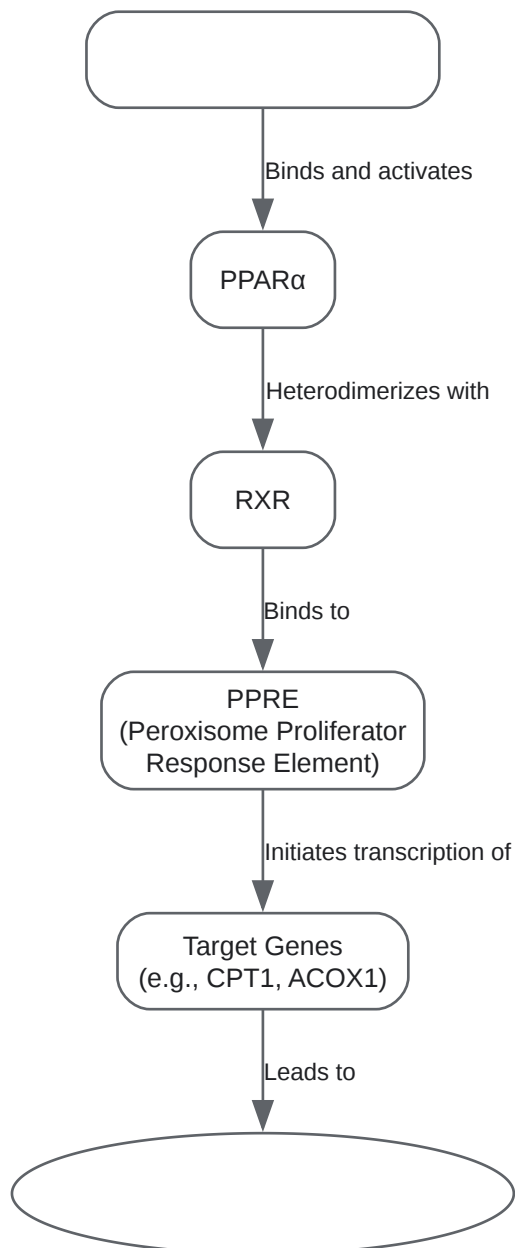 Binds and activates
PPARα
Heterodimerizes with
RXR
Binds to
PPRE
(Peroxisome Proliferator
Response Element)
Initiates transcription of
Target Genes
(e.g., CPT1, ACOX1)
Leads to